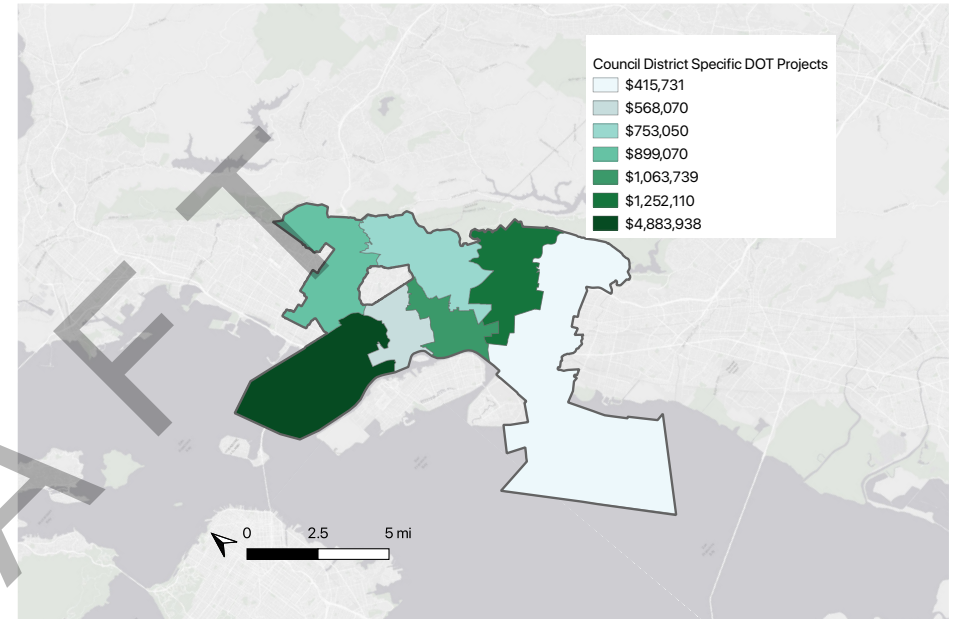 Council District Specific DOT Projects
$415,731
$568,070
$753,050
$899,070
$1,063,739
$1,252,110
$4,883,938
0 2.5 5 mi
A F T